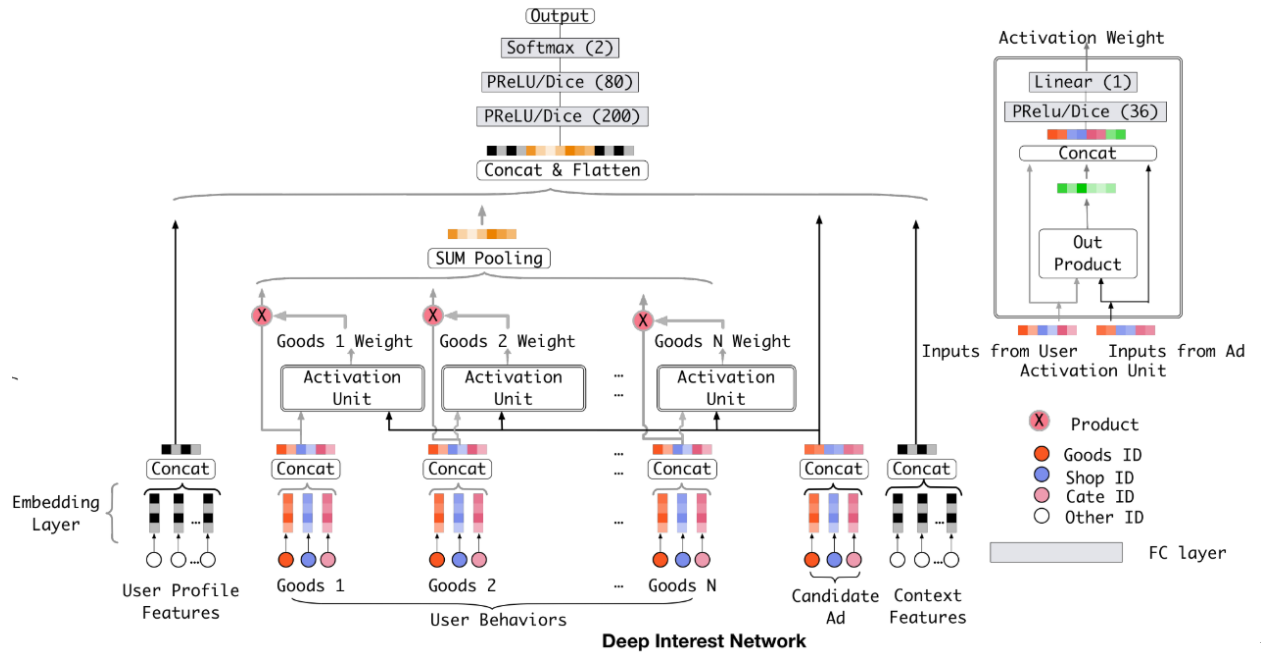 Output
Softmax (2)
PReLU/Dice (80)
PReLU/Dice (200)
Concat & Flatten
SUM Pooling
X
X
X
Goods 1 Weight
Goods 2 Weight
Goods N Weight
Activation
Unit
Activation
Unit
...
...
Activation
Unit
Concat
Concat
Concat
...
...
Concat
Concat
Concat
Embedding
Layer
...
...
...
...
...
User Profile
Features
Goods 1
Goods 2
...
Goods N
User Behaviors
Candidate
Ad
Context
Features
Activation Weight
Linear (1)
PRelu/Dice (36)
Concat
Out
Product
Inputs from User
Inputs from Ad
Activation Unit
X Product
Goods ID
Shop ID
Cate ID
Other ID
FC layer
Deep Interest Network